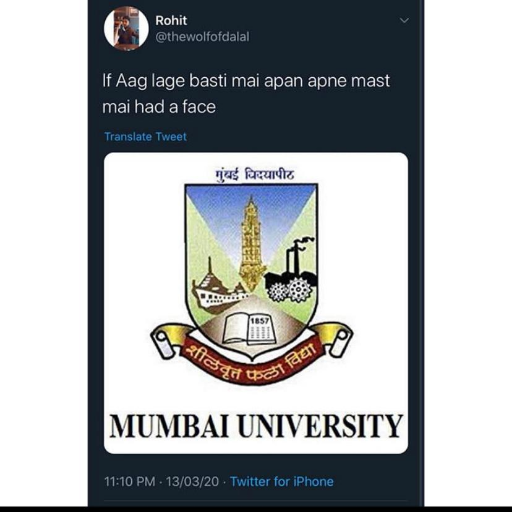 Rohit
@thewolfofdalal
If Aag lage basti mai apan apne mast
mai had a face
Translate Tweet
मुंबई विद्यापीठ
1857
शीलवृत्त फला विद्या
MUMBAI UNIVERSITY
11:10 PM · 13/03/20 · Twitter for iPhone